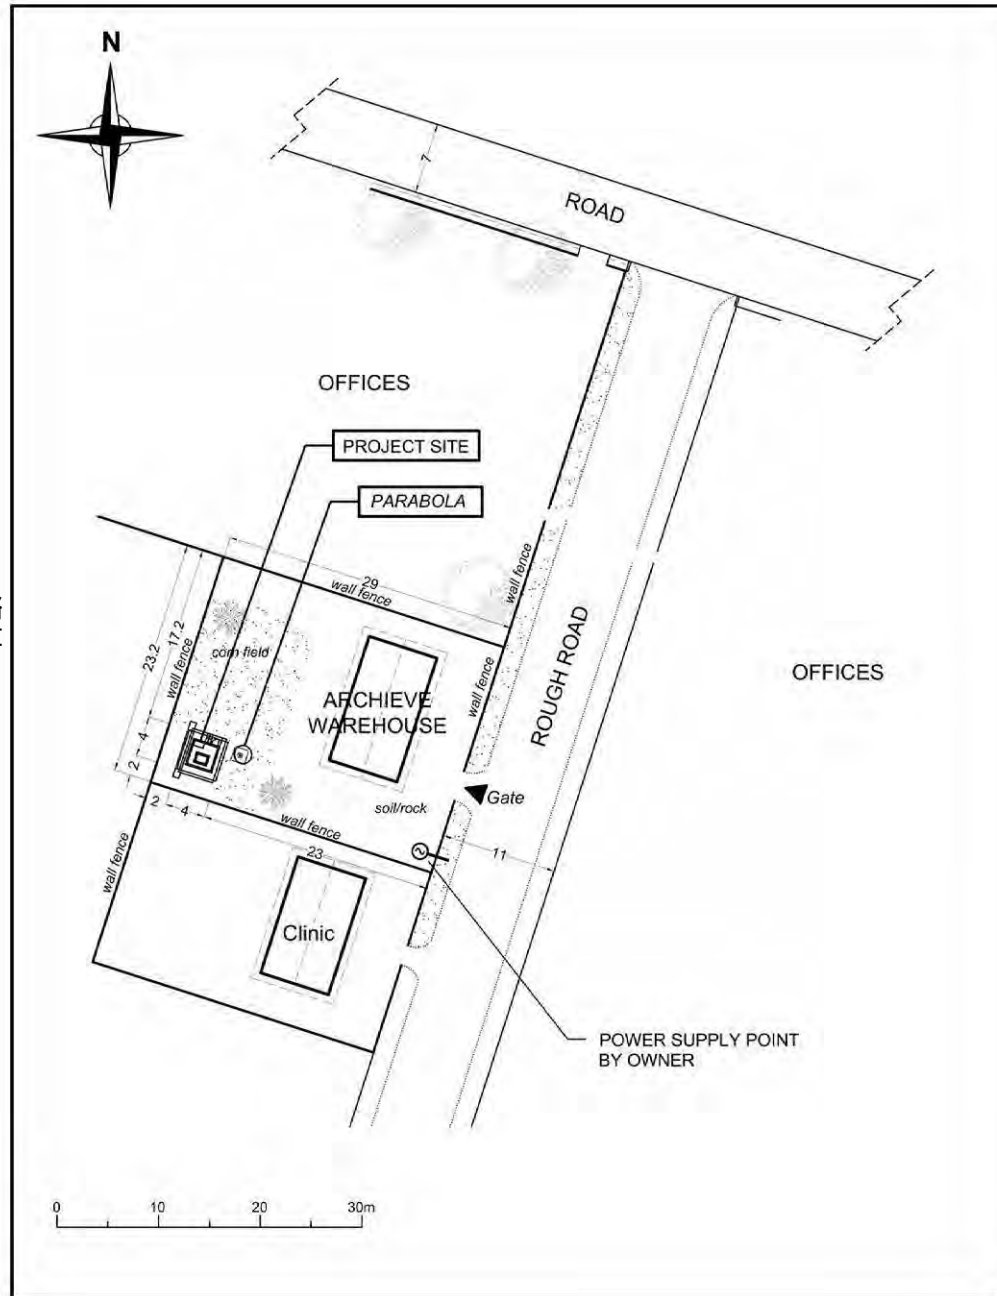 N
7
ROAD
OFFICES
PROJECT SITE
PARABOLA
29
wall fence
wall fence
23.2
17.2
wall fence
corn field
ARCHIEVE
WAREHOUSE
wall fence
ROUGH ROAD
OFFICES
4
2
soil/rock
Gate
2
4
wall fence
23
11
wall fence
Clinic
POWER SUPPLY POINT
BY OWNER
0 10 20 30m